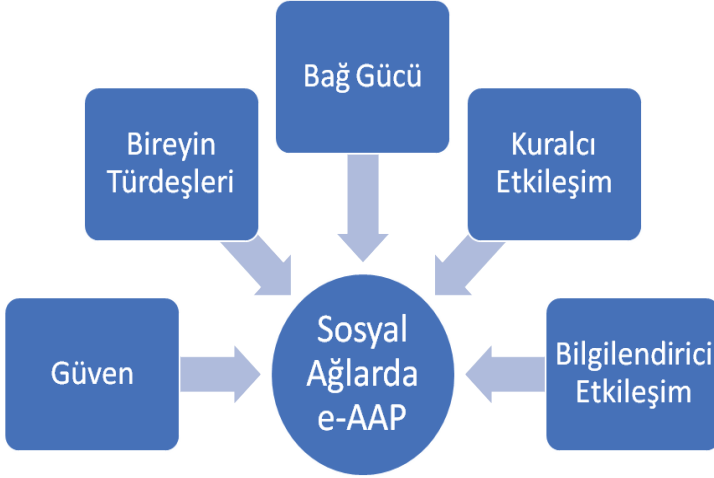 Bağ Gücü
Bireyin
Türdeşleri
Kuralcı
Etkileşim
Güven
Sosyal
Ağlarda
e-AAP
Bilgilendirici
Etkileşim